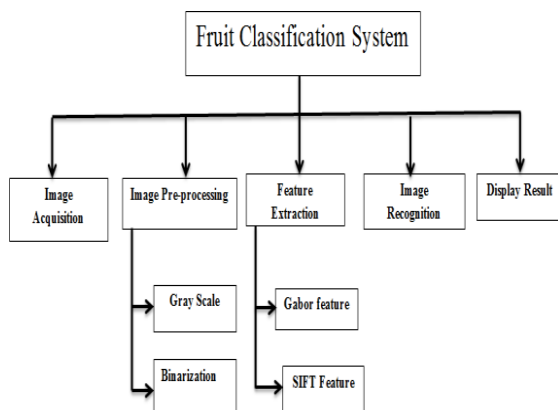 Fruit Classification System
Image
Acquisition
Image Pre-processing
Feature
Extraction
Image
Recognition
Display Result
Gray Scale
Gabor feature
Binarization
SIFT Feature